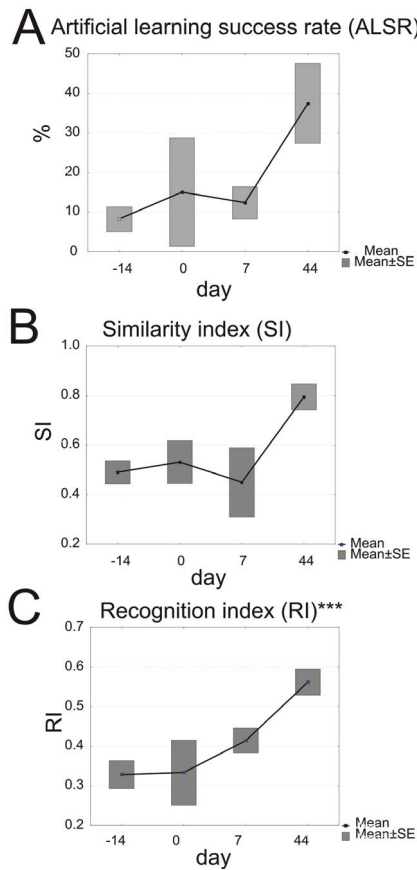 A Artificial learning success rate (ALSR)
50
40
30
20
10
0
%
-14 0 7 44
day
Mean
Mean±SE
B Similarity index (SI)
1.0
0.8
0.6
0.4
0.2
SI
-14 0 7 44
Mean
Mean±SE
C Recognition index (RI)***
0.7
0.6
0.5
0.4
0.3
0.2
RI
-14 0 7 44
day
Mean
Mean±SE